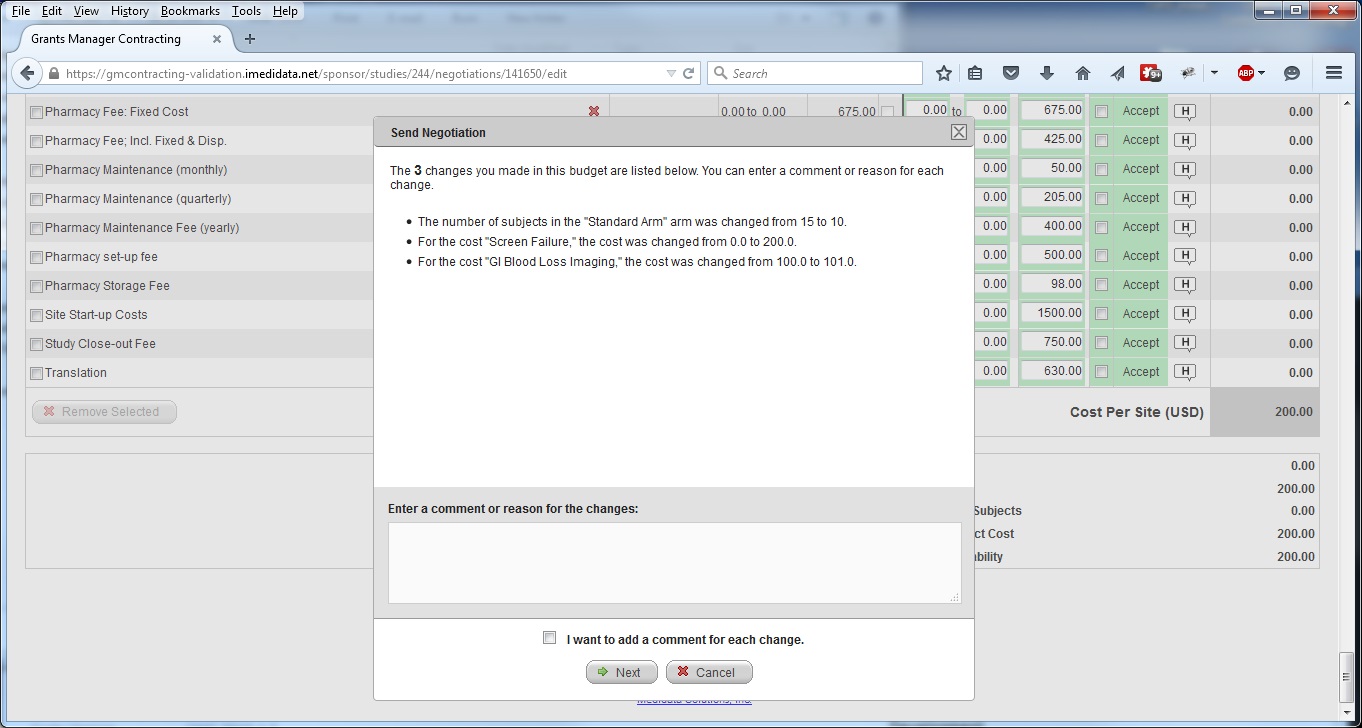 File Edit View History Bookmarks Tools Help
Grants Manager Contracting
https://gmcontracting-validation.imedidata.net/sponsor/studies/244/negotiations/141650/edit Search 9+ ABP
Pharmacy Fee: Fixed Cost 0.00 to 0.00 675.00 0.00 to 0.00 675.00 Accept H 0.00
Pharmacy Fee; Incl. Fixed & Disp. 0.00 425.00 Accept H 0.00
Pharmacy Maintenance (monthly) 0.00 50.00 Accept H 0.00
Pharmacy Maintenance (quarterly) 0.00 205.00 Accept H 0.00
Pharmacy Maintenance Fee (yearly) 0.00 400.00 Accept H 0.00
Pharmacy set-up fee 0.00 500.00 Accept H 0.00
Pharmacy Storage Fee 0.00 98.00 Accept H 0.00
Site Start-up Costs 0.00 1500.00 Accept H 0.00
Study Close-out Fee 0.00 750.00 Accept H 0.00
Translation 0.00 630.00 Accept H 0.00
Remove Selected Cost Per Site (USD) 200.00
0.00
200.00
Subjects 0.00
ct Cost 200.00
bility 200.00
Send Negotiation
The 3 changes you made in this budget are listed below. You can enter a comment or reason for each
change.
• The number of subjects in the "Standard Arm" arm was changed from 15 to 10.
• For the cost "Screen Failure," the cost was changed from 0.0 to 200.0.
• For the cost "GI Blood Loss Imaging," the cost was changed from 100.0 to 101.0.
Enter a comment or reason for the changes:
I want to add a comment for each change.
Next Cancel
Medidata Solutions, Inc.